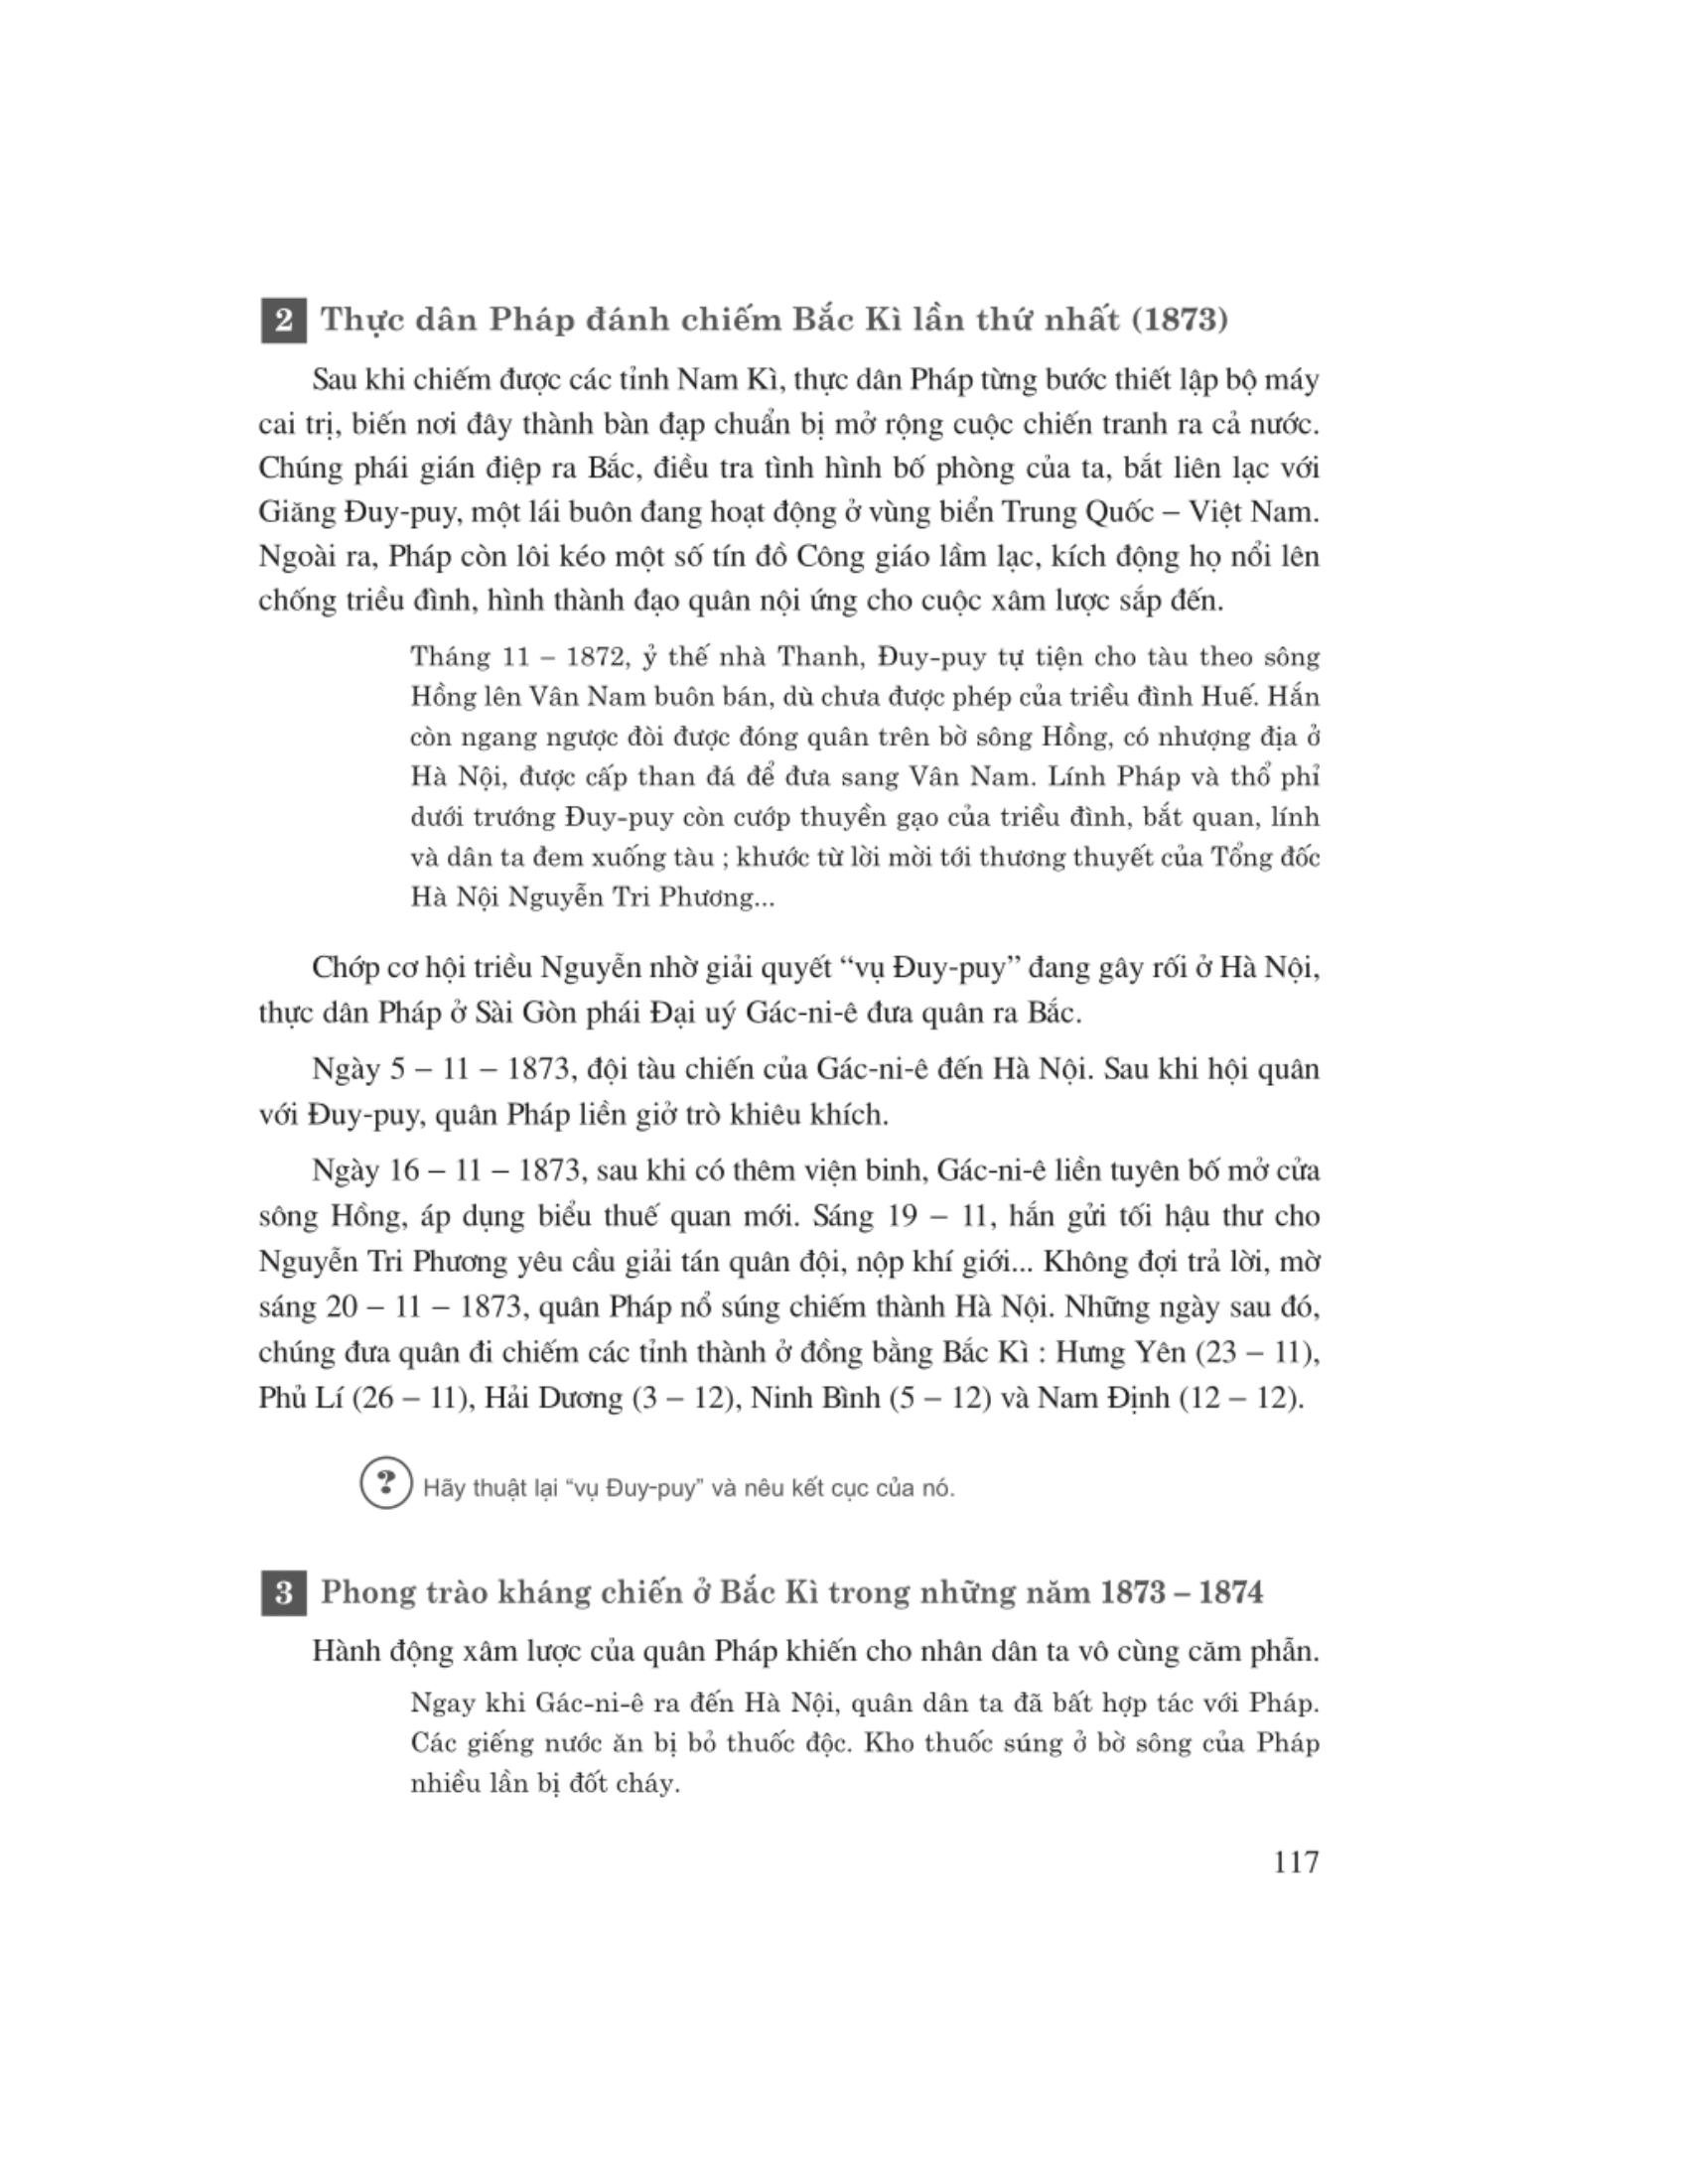 2 Thực dân Pháp đánh chiếm Bắc Kì lần thứ nhất (1873)
Sau khi chiếm được các tỉnh Nam Kì, thực dân Pháp từng bước thiết lập bộ máy
cai trị, biến nơi đây thành bàn đạp chuẩn bị mở rộng cuộc chiến tranh ra cả nước.
Chúng phái gián điệp ra Bắc, điều tra tình hình bố phòng của ta, bắt liên lạc với
Giăng Đuy-puy, một lái buôn đang hoạt động ở vùng biển Trung Quốc – Việt Nam.
Ngoài ra, Pháp còn lôi kéo một số tín đồ Công giáo lầm lạc, kích động họ nổi lên
chống triều đình, hình thành đạo quân nội ứng cho cuộc xâm lược sắp đến.
Tháng 11 – 1872, ỷ thế nhà Thanh, Đuy-puy tự tiện cho tàu theo sông
Hồng lên Vân Nam buôn bán, dù chưa được phép của triều đình Huế. Hắn
còn ngang ngược đòi được đóng quân trên bờ sông Hồng, có nhượng địa ở
Hà Nội, được cấp than đá để đưa sang Vân Nam. Lính Pháp và thổ phỉ
dưới trướng Đuy-puy còn cướp thuyền gạo của triều đình, bắt quan, lính
và dân ta đem xuống tàu ; khước từ lời mời tới thương thuyết của Tổng đốc
Hà Nội Nguyễn Tri Phương...
Chớp cơ hội triều Nguyễn nhờ giải quyết “vụ Đuy-puy” đang gây rối ở Hà Nội,
thực dân Pháp ở Sài Gòn phái Đại uý Gác-ni-ê đưa quân ra Bắc.
Ngày 5 – 11 – 1873, đội tàu chiến của Gác-ni-ê đến Hà Nội. Sau khi hội quân
với Đuy-puy, quân Pháp liền giở trò khiêu khích.
Ngày 16 – 11 – 1873, sau khi có thêm viện binh, Gác-ni-ê liền tuyên bố mở cửa
sông Hồng, áp dụng biểu thuế quan mới. Sáng 19 – 11, hắn gửi tối hậu thư cho
Nguyễn Tri Phương yêu cầu giải tán quân đội, nộp khí giới... Không đợi trả lời, mờ
sáng 20 – 11 – 1873, quân Pháp nổ súng chiếm thành Hà Nội. Những ngày sau đó,
chúng đưa quân đi chiếm các tỉnh thành ở đồng bằng Bắc Kì : Hưng Yên (23 – 11),
Phủ Lí (26 – 11), Hải Dương (3 – 12), Ninh Bình (5 – 12) và Nam Định (12 – 12).
? Hãy thuật lại “vụ Đuy-puy” và nêu kết cục của nó.
3 Phong trào kháng chiến ở Bắc Kì trong những năm 1873 – 1874
Hành động xâm lược của quân Pháp khiến cho nhân dân ta vô cùng căm phẫn.
Ngay khi Gác-ni-ê ra đến Hà Nội, quân dân ta đã bất hợp tác với Pháp.
Các giếng nước ăn bị bỏ thuốc độc. Kho thuốc súng ở bờ sông của Pháp
nhiều lần bị đốt cháy.
117